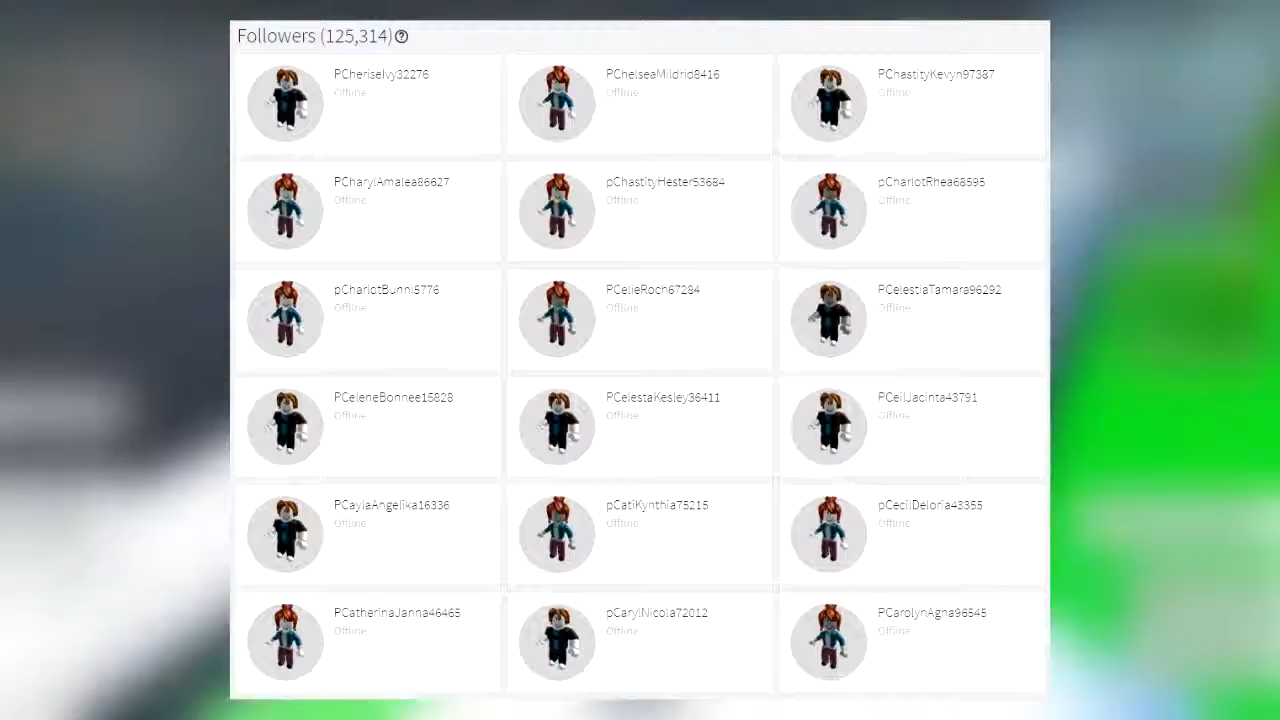 Followers (125,314)
PCheriseIvy32276
Offline
PChelseaMildrid8416
Offline
PChastityKevyn97387
Offline
PCharylAmalea86627
Offline
pChastityHester53684
Offline
pCharlotRhea68595
Offline
pCharlotBunni5776
Offline
PCelieRoch67284
Offline
PCelestiaTamara96292
Offline
PCeleneBonnee15828
Offline
PCelestaKesley36411
Offline
PCeilJacinta43791
Offline
PCaylaAngelika16336
Offline
pCatiKynthia75215
Offline
pCecilDeloria43355
Offline
PCatherinaJanna46465
Offline
pCarylNicola72012
Offline
PCarolynAgna96545
Offline